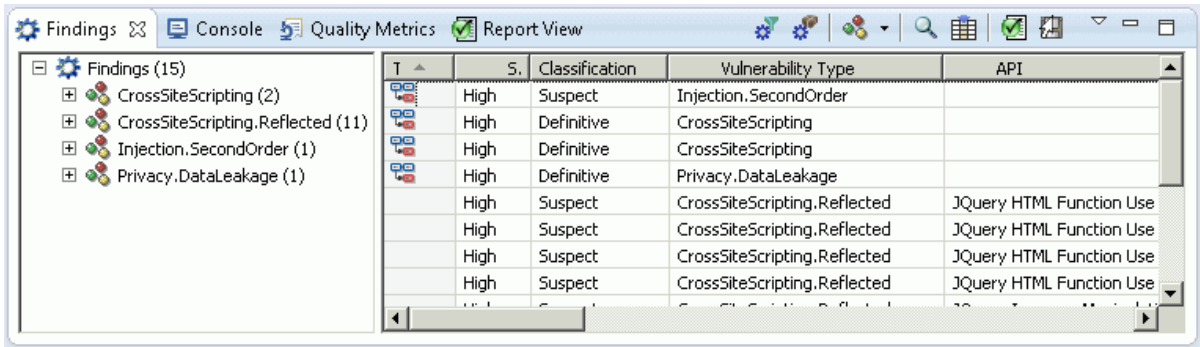 Findings Console Quality Metrics Report View
Findings (15)
CrossSiteScripting (2)
CrossSiteScripting.Reflected (11)
Injection.SecondOrder (1)
Privacy.DataLeakage (1)
T S. Classification Vulnerability Type API
High Suspect Injection.SecondOrder
High Definitive CrossSiteScripting
High Definitive CrossSiteScripting
High Definitive Privacy.DataLeakage
High Suspect CrossSiteScripting.Reflected JQuery HTML Function Use
High Suspect CrossSiteScripting.Reflected JQuery HTML Function Use
High Suspect CrossSiteScripting.Reflected JQuery HTML Function Use
High Suspect CrossSiteScripting.Reflected JQuery HTML Function Use